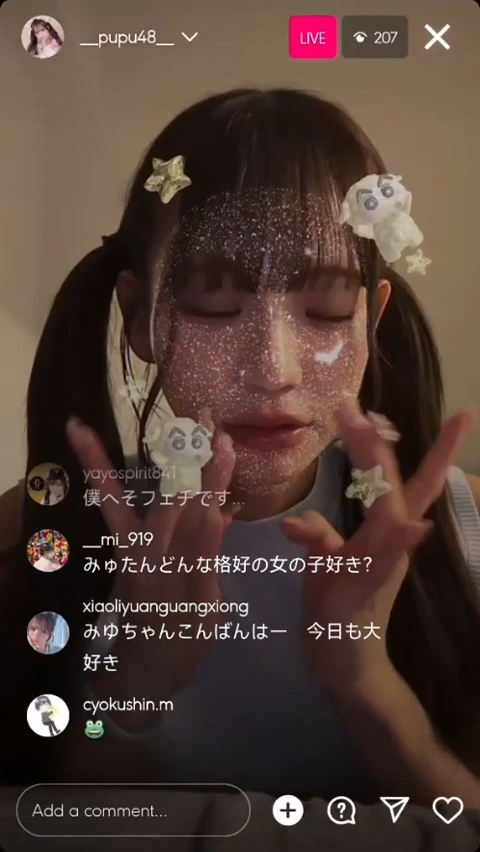 __pupu48__
LIVE
207
yayospirit841
僕へそフェチです...
__mi_919
みゅたんどんな格好の女の子好き?
xiaoliyuanguangxiong
みゆちゃんこんばんはー　今日も大
好き
cyokushin.m
Add a comment...